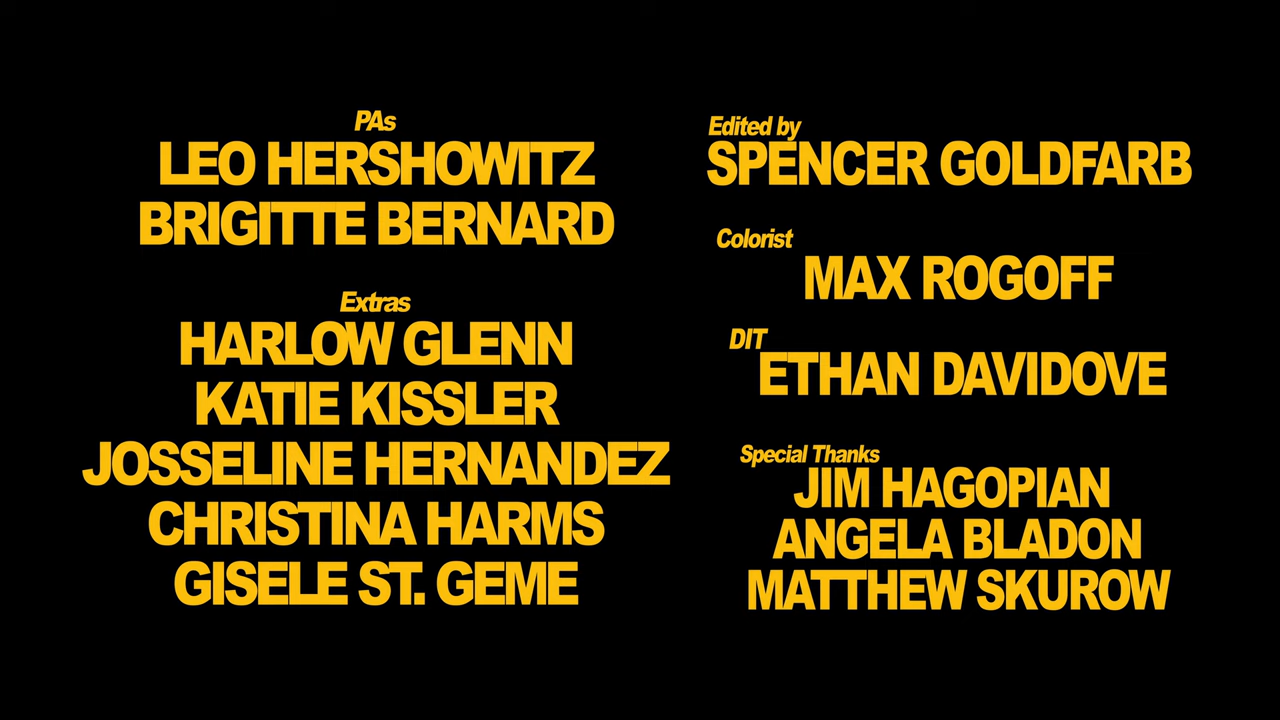 PAs
LEO HERSHOWITZ
BRIGITTE BERNARD
Extras
HARLOW GLENN
KATIE KISSLER
JOSSELINE HERNANDEZ
CHRISTINA HARMS
GISELE ST. GEME
Edited by
SPENCER GOLDFARB
Colorist
MAX ROGOFF
DIT
ETHAN DAVIDOVE
Special Thanks
JIM HAGOPIAN
ANGELA BLADON
MATTHEW SKUROW